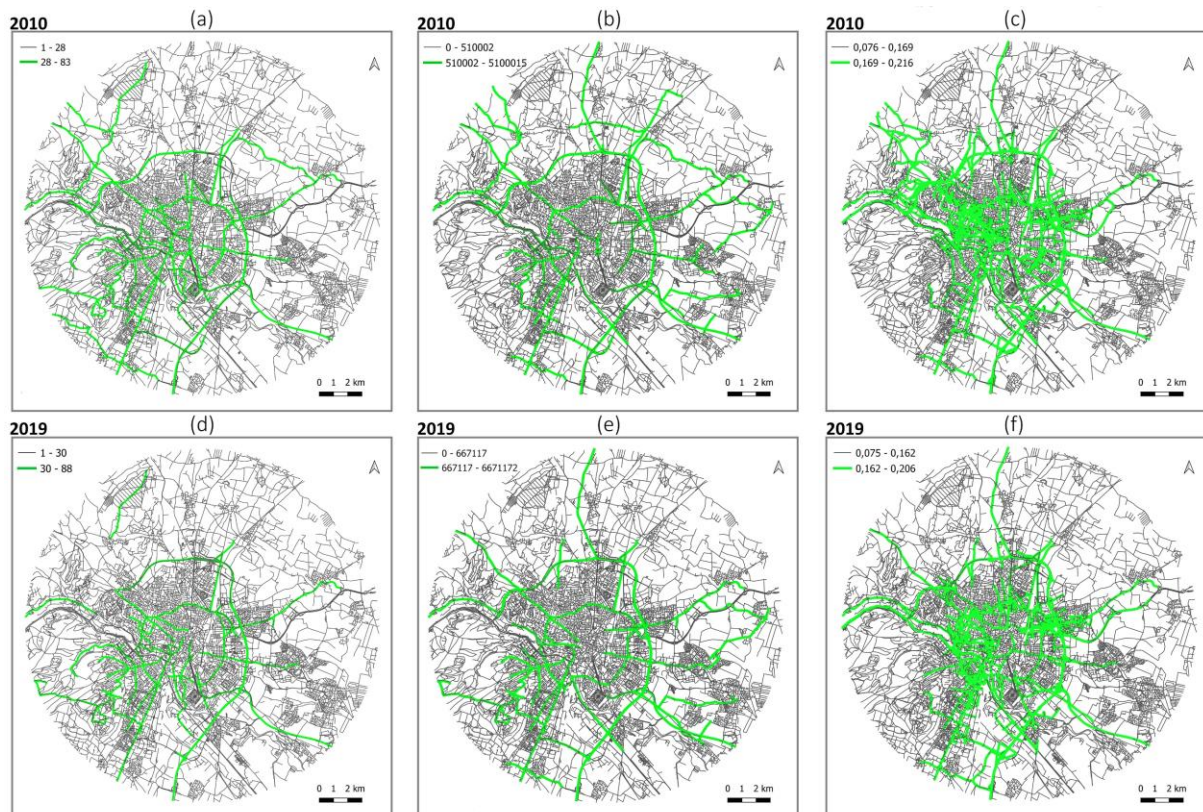 (a)
2010
1 - 28
28 - 83
0 1 2 km
(b)
2010
0 - 510002
510002 - 5100015
0 1 2 km
(c)
2010
0,076 - 0,169
0,169 - 0,216
0 1 2 km
(d)
2019
1 - 30
30 - 88
0 1 2 km
(e)
2019
0 - 667117
667117 - 6671172
0 1 2 km
(f)
2019
0,075 - 0,162
0,162 - 0,206
0 1 2 km